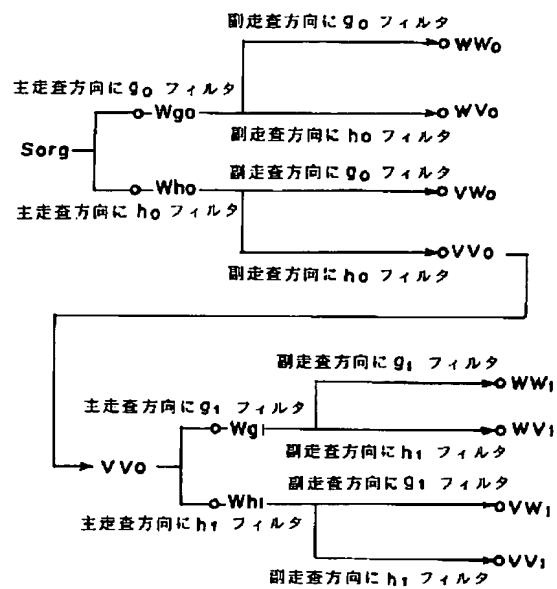 副走査方向にg0 フィルタ
WW0
主走査方向にg0 フィルタ
Wg0
WV0
副走査方向にh0 フィルタ
Sorg
副走査方向にg0 フィルタ
Wh0
VW0
主走査方向にh0 フィルタ
VV0
副走査方向にh0 フィルタ
副走査方向にg1 フィルタ
WW1
主走査方向にg1 フィルタ
Wg1
WV1
副走査方向にh1 フィルタ
VV0
副走査方向にg1 フィルタ
Wh1
VW1
主走査方向にh1 フィルタ
VV1
副走査方向にh1 フィルタ